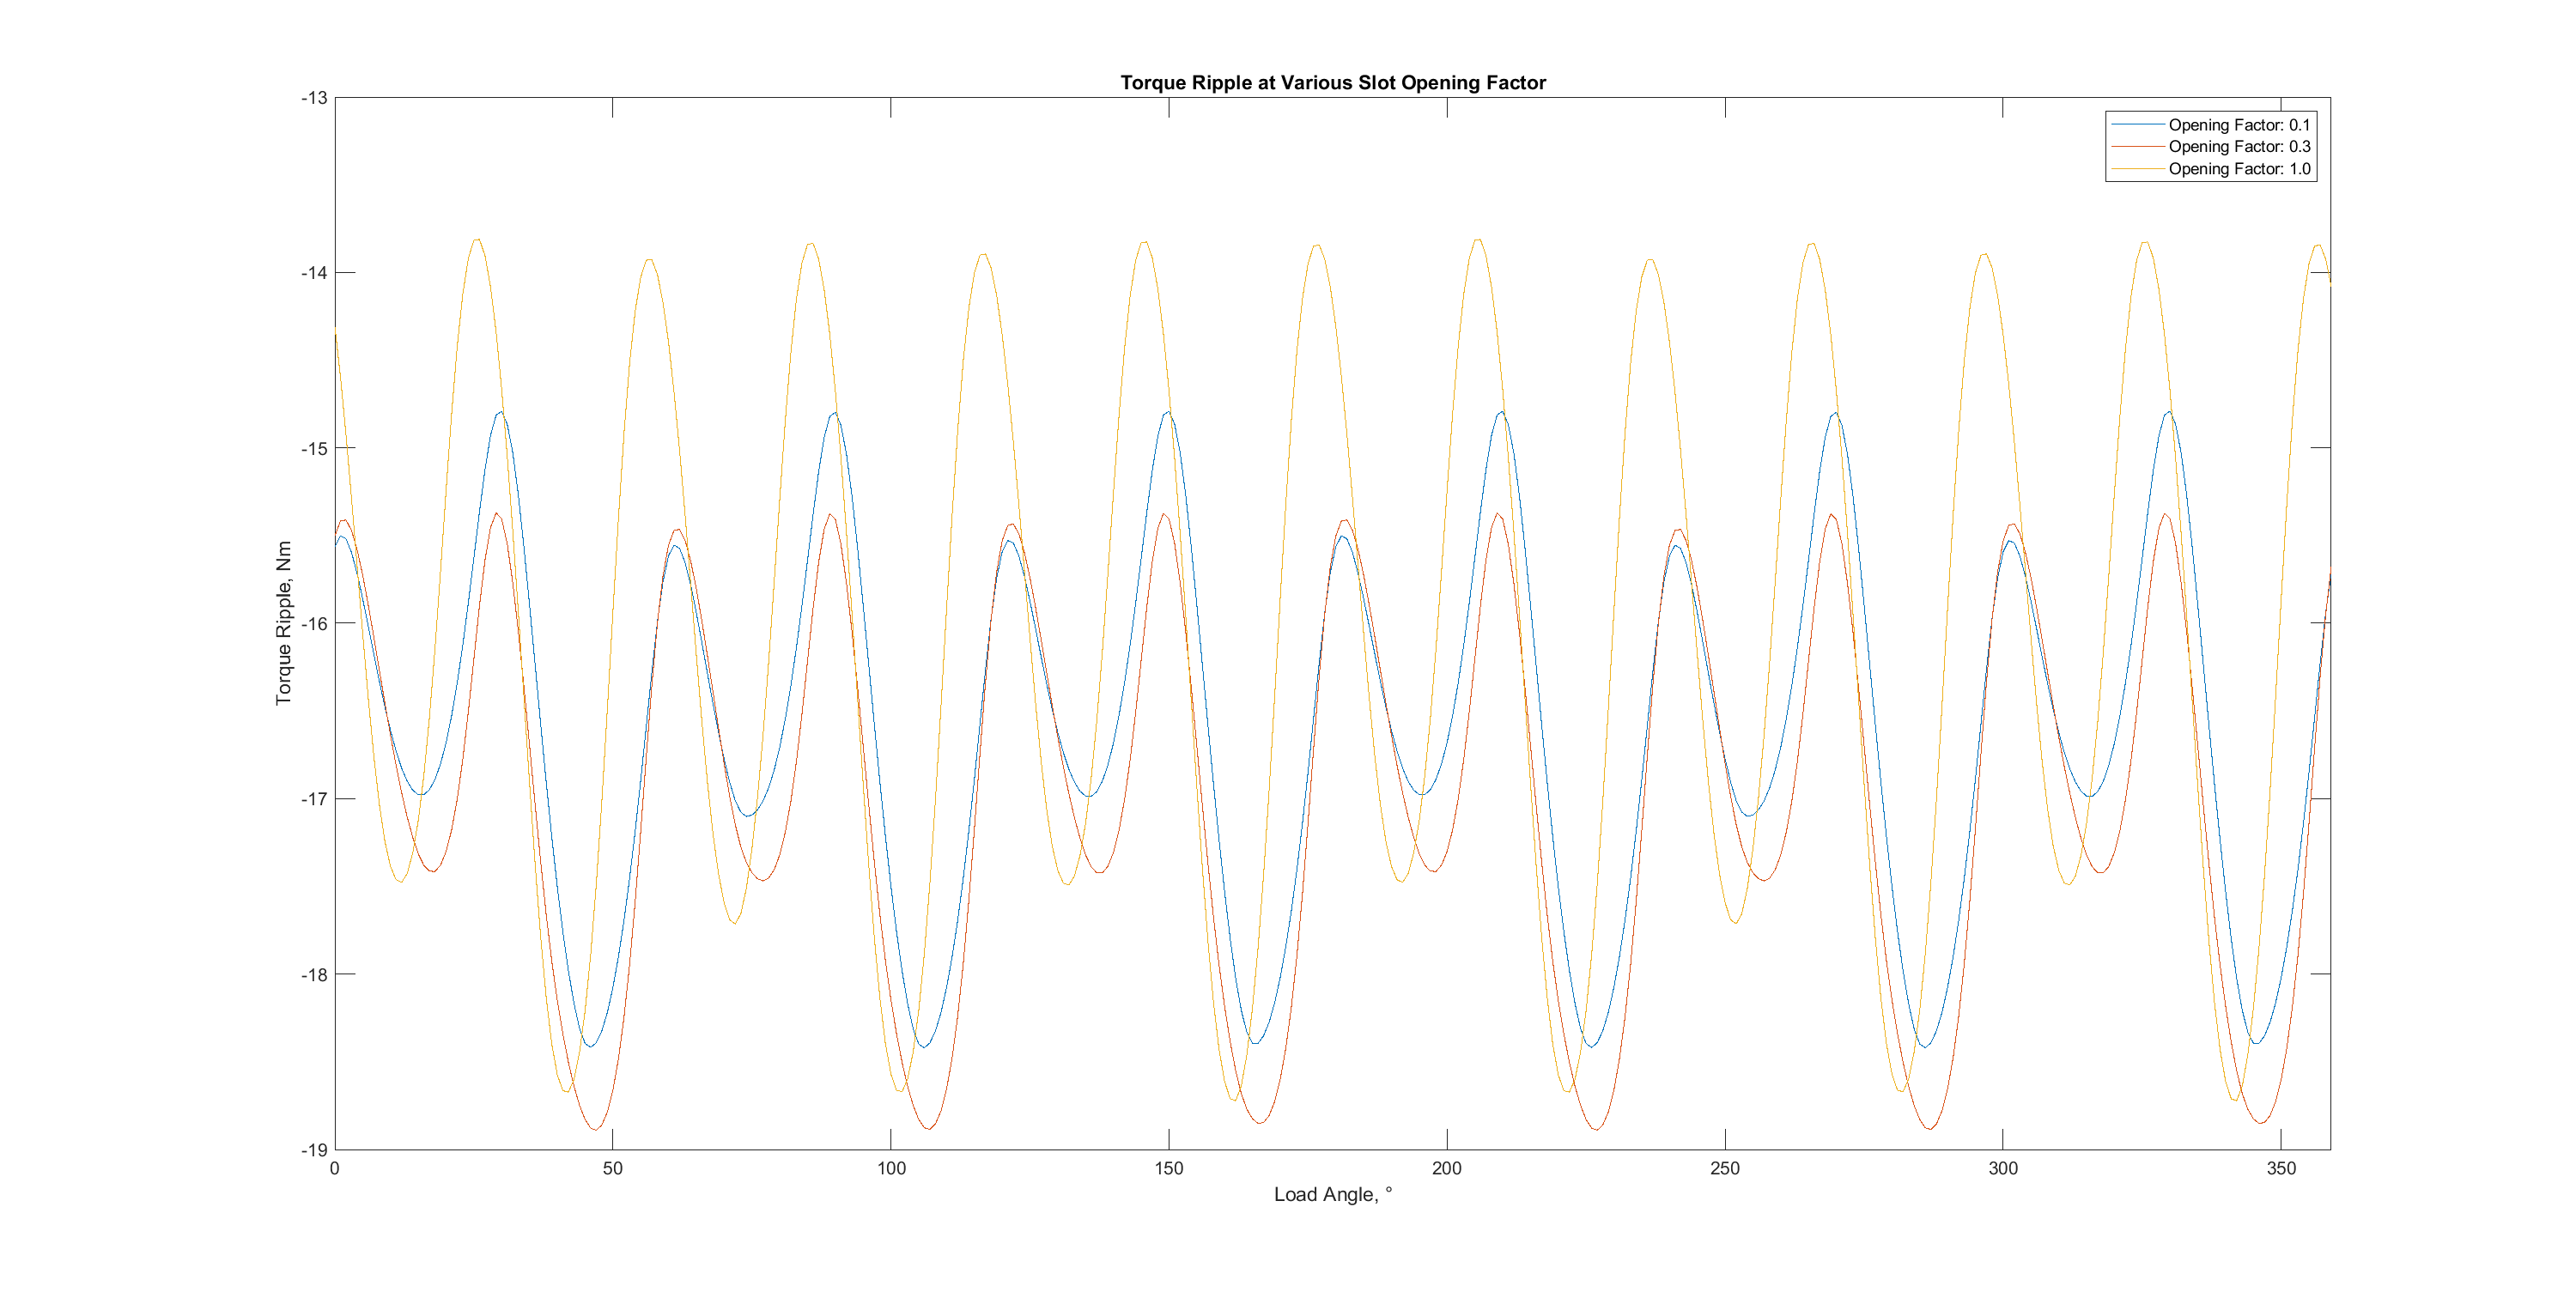 Torque Ripple at Various Slot Opening Factor
-13
Opening Factor: 0.1
Opening Factor: 0.3
Opening Factor: 1.0
-14
-15
-16
-17
-18
-19
Torque Ripple, Nm
0 50 100 150 200 250 300 350
Load Angle, °